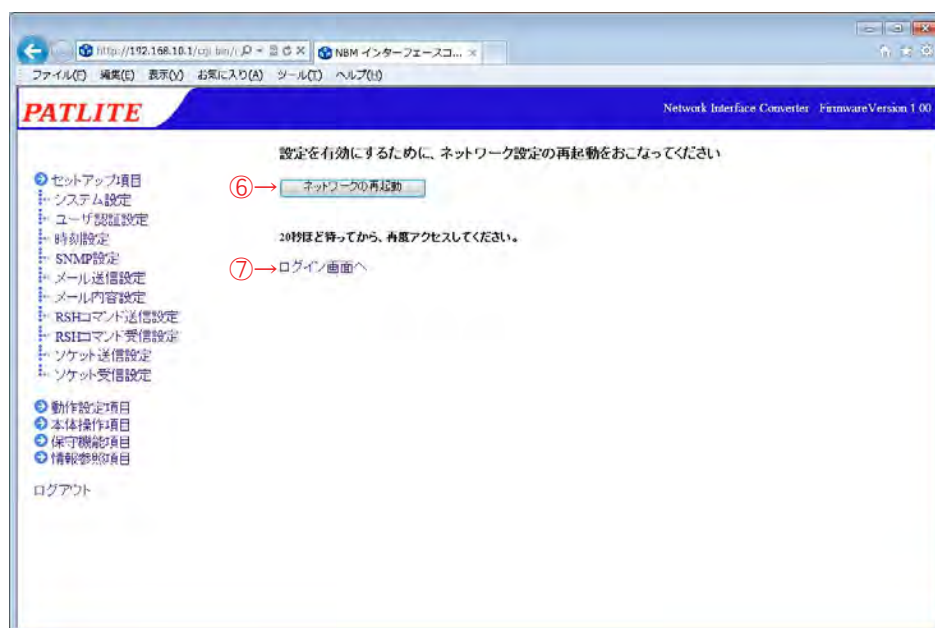 http://192.168.10.1/cgi-bin/
NBM インターフェースコ... ×
ファイル(F) 編集(E) 表示(V) お気に入り(A) ツール(T) ヘルプ(H)
PATLITE
Network Interface Converter FirmwareVersion 1.00
設定を有効にするために、ネットワーク設定の再起動をおこなってください
セットアップ項目
⑥→ ネットワークの再起動
システム設定
ユーザ認証設定
時刻設定
20秒ほど待ってから、再度アクセスしてください。
SNMP設定
⑦→ログイン画面へ
メール送信設定
メール内容設定
RSHコマンド送信設定
RSHコマンド受信設定
ソケット送信設定
ソケット受信設定
動作設定項目
本体操作項目
保守機能項目
情報参照項目
ログアウト